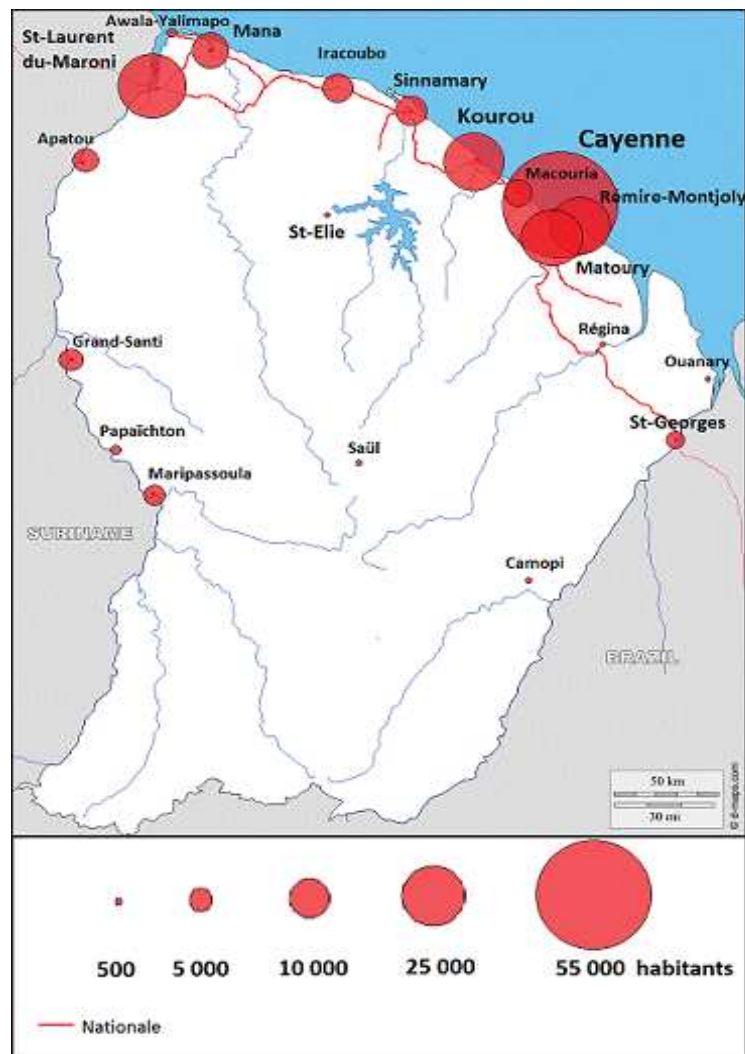 Awala-Yalimapo
St-Laurent
du-Maroni
Mana
Iracoubo
Sinnamary
Kourou
Cayenne
Apatou
Macouria
Rémire-Montjoly
St-Elie
Matoury
Régina
Grand-Santi
Ouanary
St-Georges
Papaïchton
Saül
Maripassoula
SURINAME
Camopi
BRAZIL
50 km
30 mi
© d-maps.com
500 5 000 10 000 25 000 55 000 habitants
Nationale